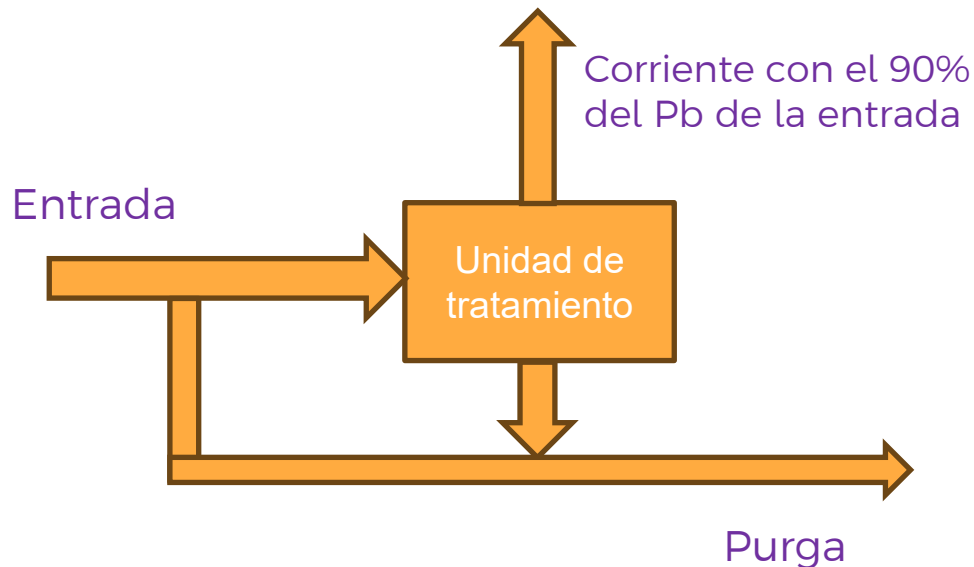 Corriente con el 90%
del Pb de la entrada
Entrada
Unidad de
tratamiento
Purga